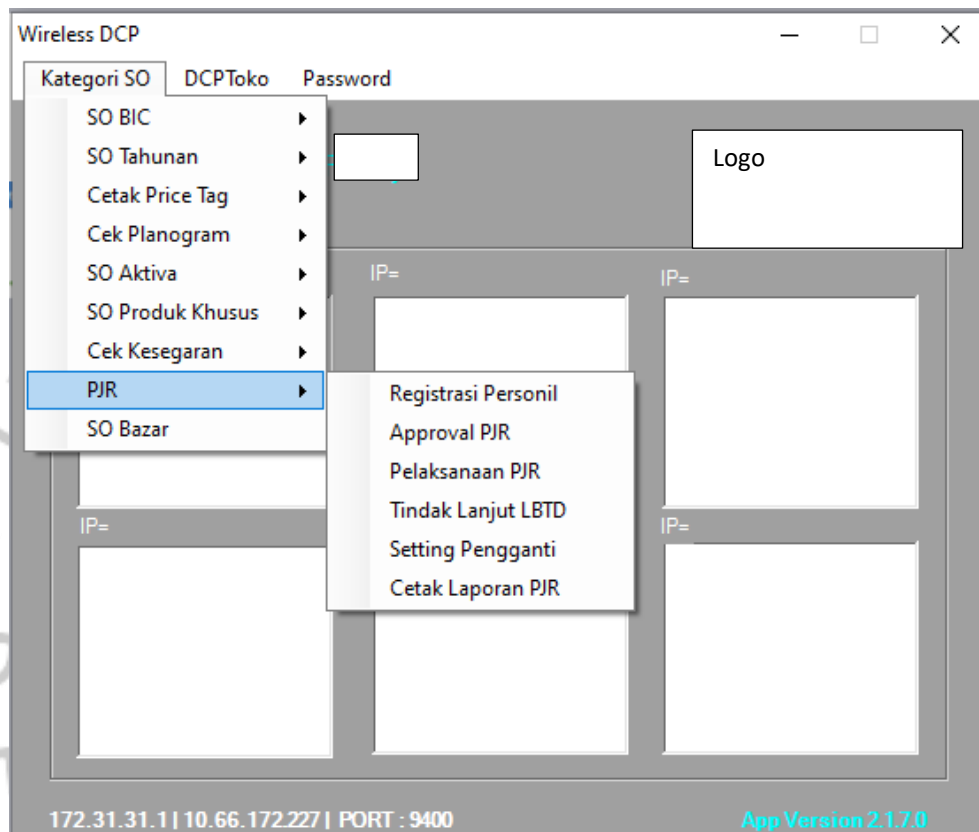 Wireless DCP
Kategori SO DCPToko Password
SO BIC
SO Tahunan
Cetak Price Tag
Cek Planogram
SO Aktiva
SO Produk Khusus
Cek Kesegaran
PJR
SO Bazar
Registrasi Personil
Approval PJR
Pelaksanaan PJR
Tindak Lanjut LBTD
Setting Pengganti
Cetak Laporan PJR
Logo
IP= IP=
IP= IP=
172.31.31.1 | 10.66.172.227 | PORT : 9400 App Version 2.1.7.0